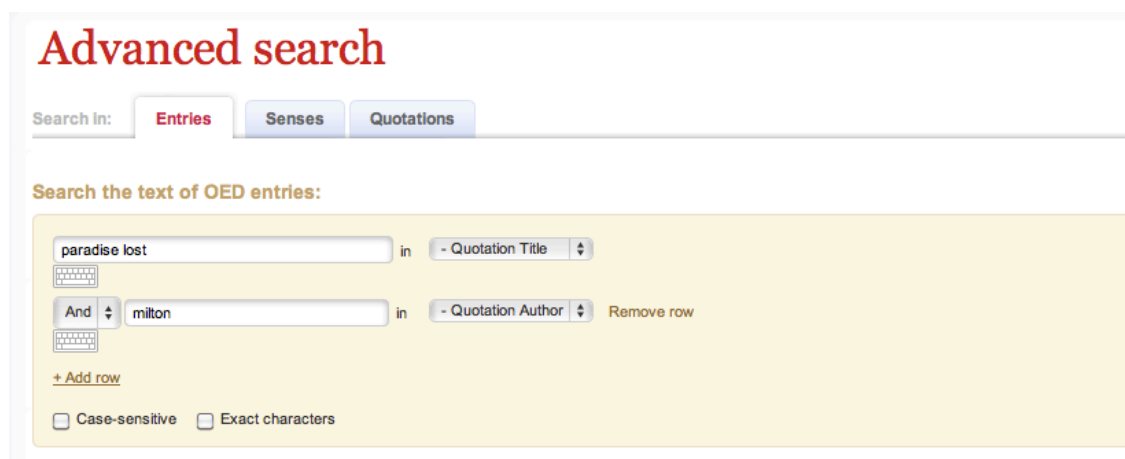 Advanced search
Search in: Entries Senses Quotations
Search the text of OED entries:
paradise lost in - Quotation Title
And milton in - Quotation Author Remove row
+ Add row
Case-sensitive Exact characters